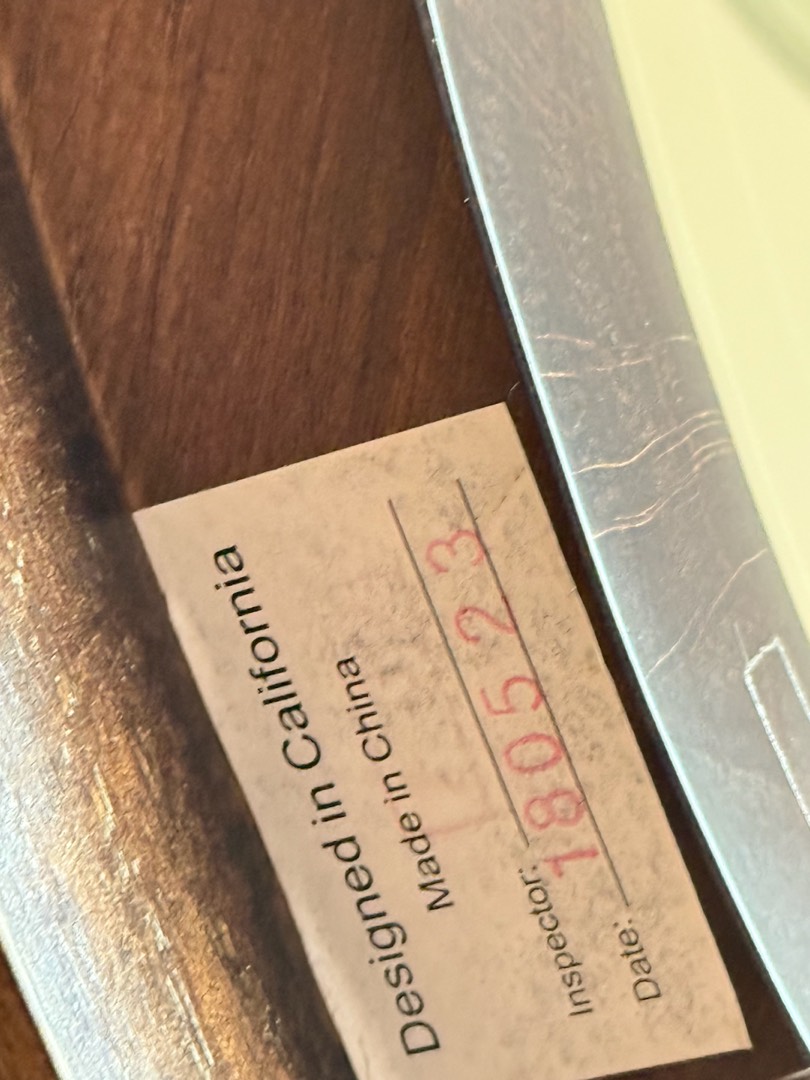 Designed in California
Made in China
Inspector:
180523
Date: